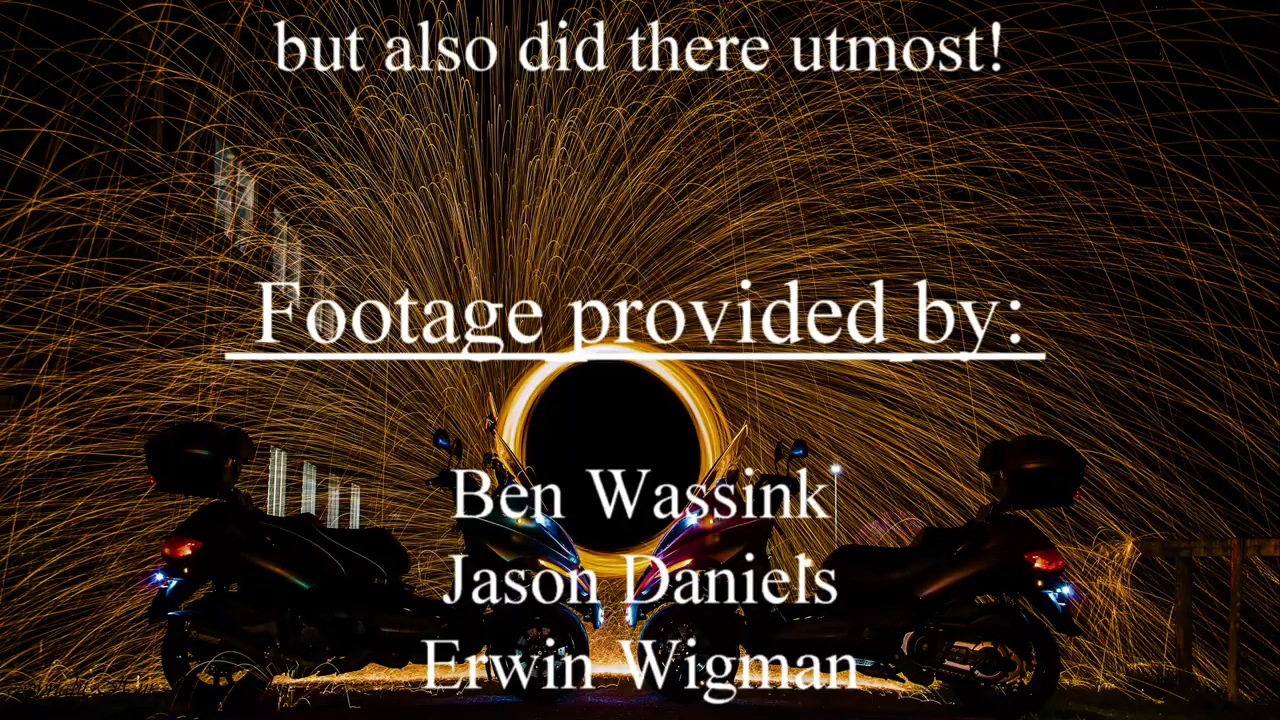 but also did there utmost!
Footage provided by:
Ben Wassink
Jason Daniels
Erwin Wigman